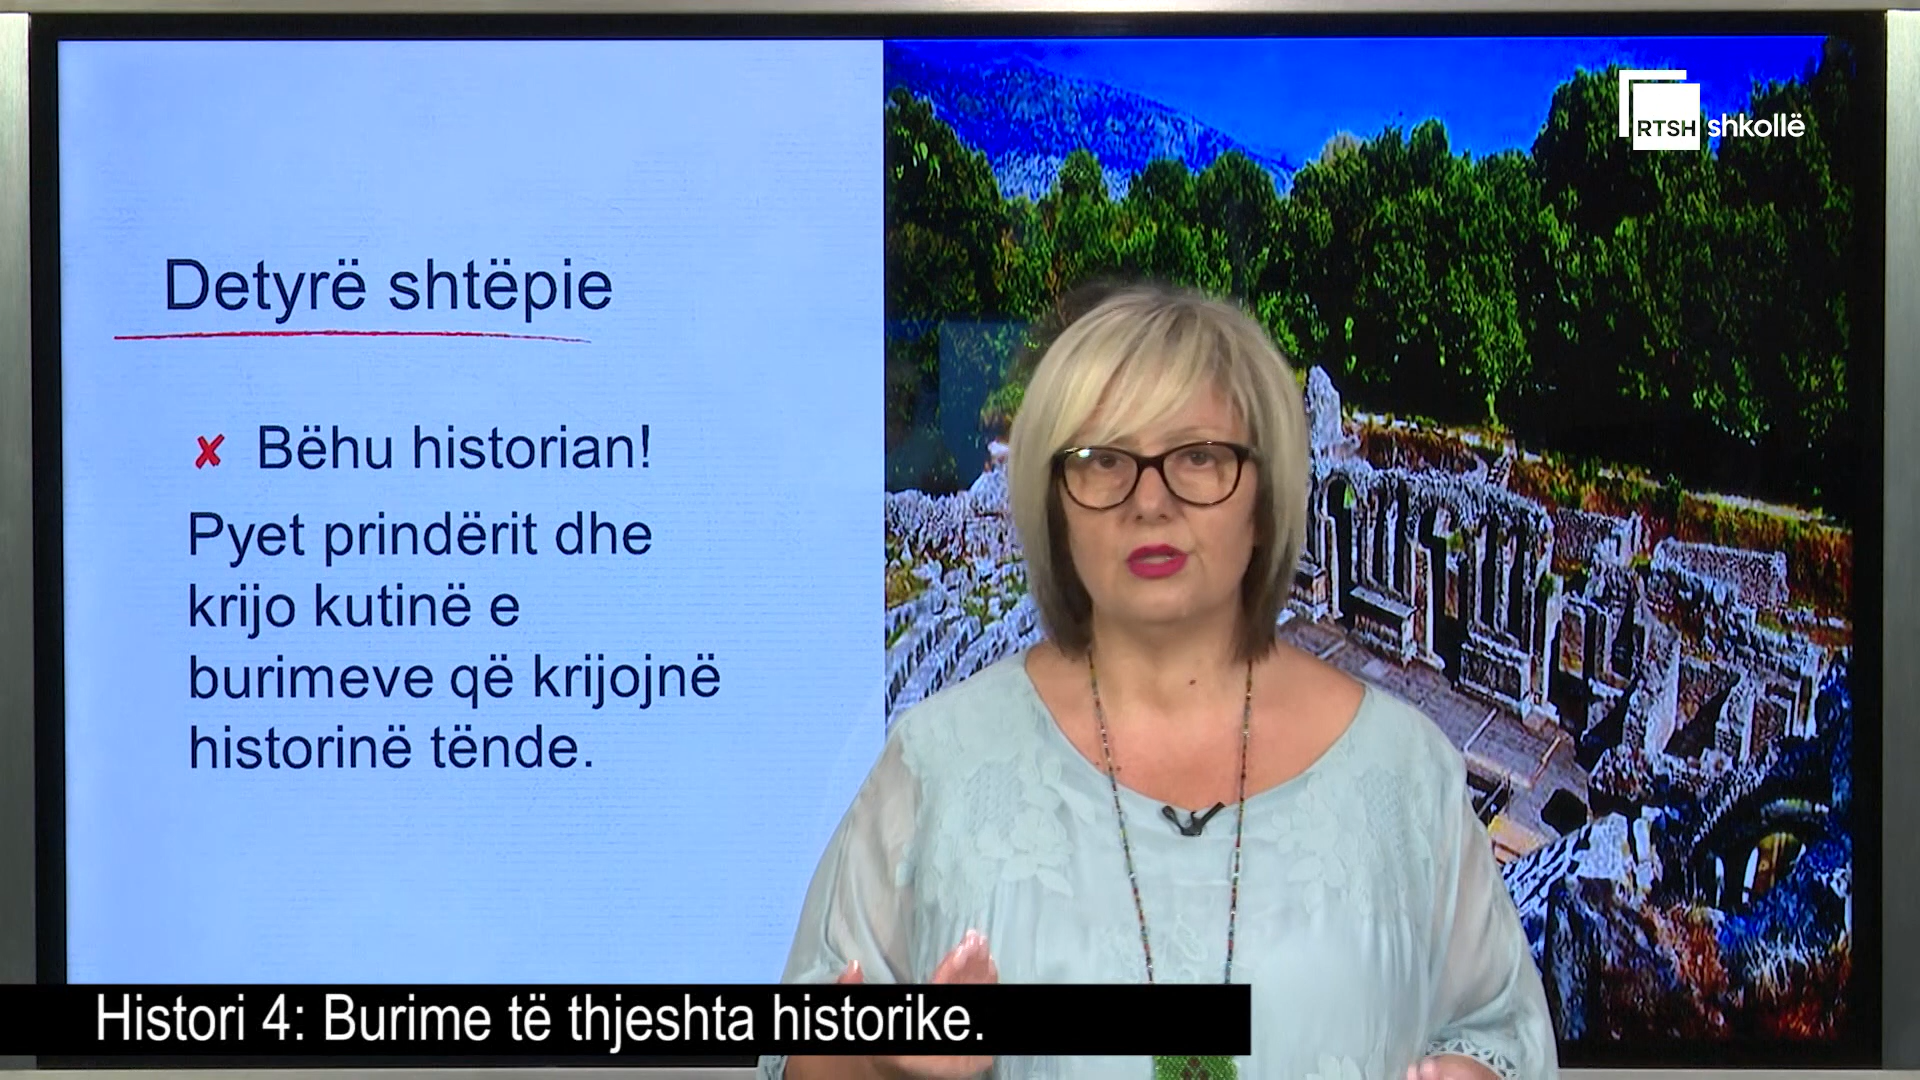 RTSH shkollë
Detyrë shtëpie
✘ Bëhu historian!
Pyet prindërit dhe
krijo kutinë e
burimeve që krijojnë
historinë tënde.
Histori 4: Burime të thjeshta historike.